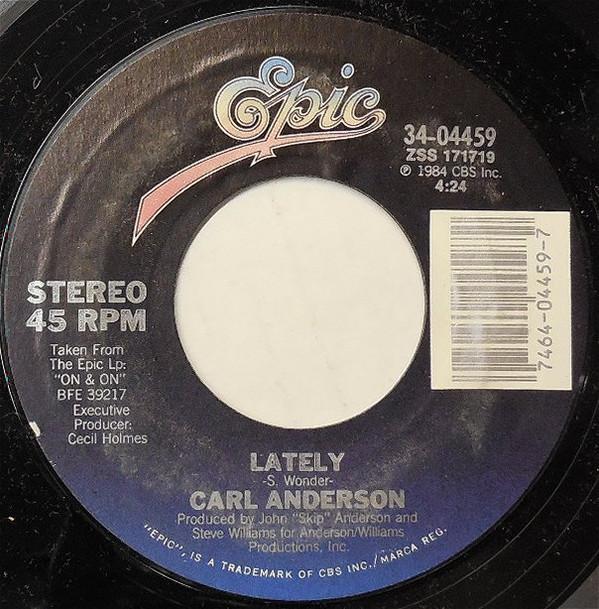 Epic
34-04459
ZSS 171719
℗ 1984 CBS Inc.
4:24
7464-04459-7
STEREO
45 RPM
Taken From
The Epic Lp:
"ON & ON"
BFE 39217
Executive
Producer:
Cecil Holmes
LATELY
-S. Wonder-
CARL ANDERSON
Produced by John "Skip" Anderson and
Steve Williams for Anderson/Williams
Productions, Inc.
"EPIC", IS A TRADEMARK OF CBS INC./MARCA REG.